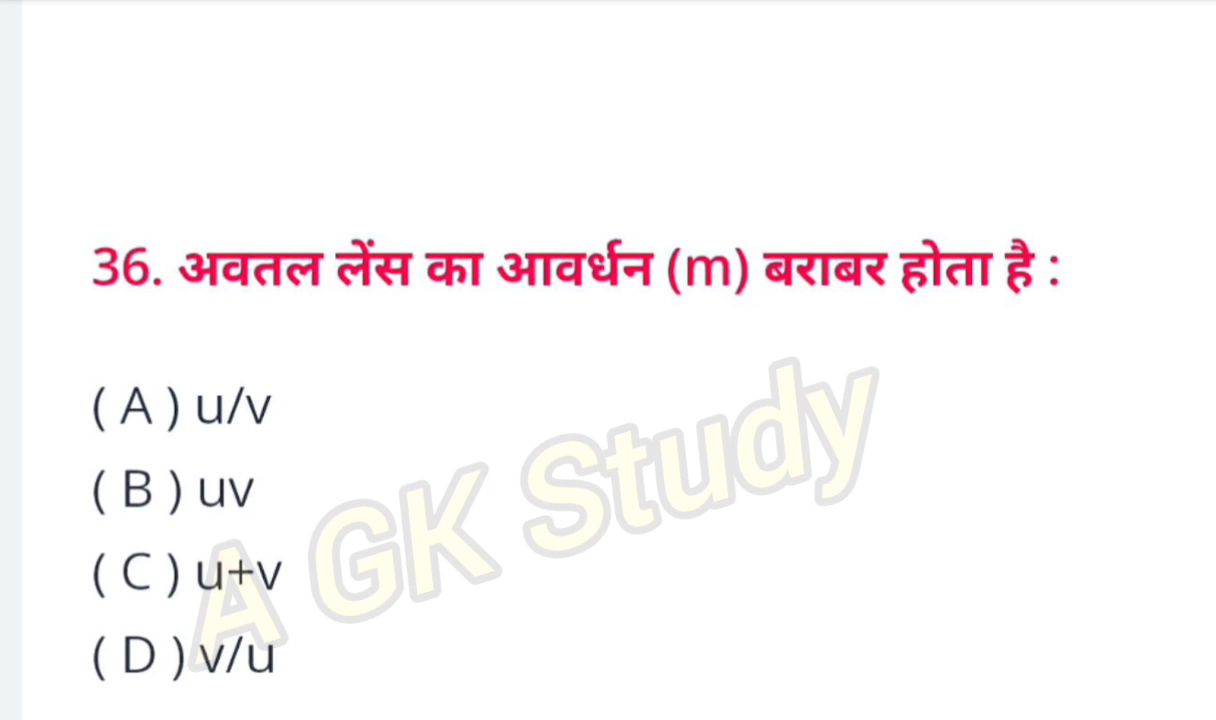 36. अवतल लेंस का आवर्धन (m) बराबर होता है :
( A ) u/v
( B ) uv
( C ) u+v
( D ) v/u
A GK Study